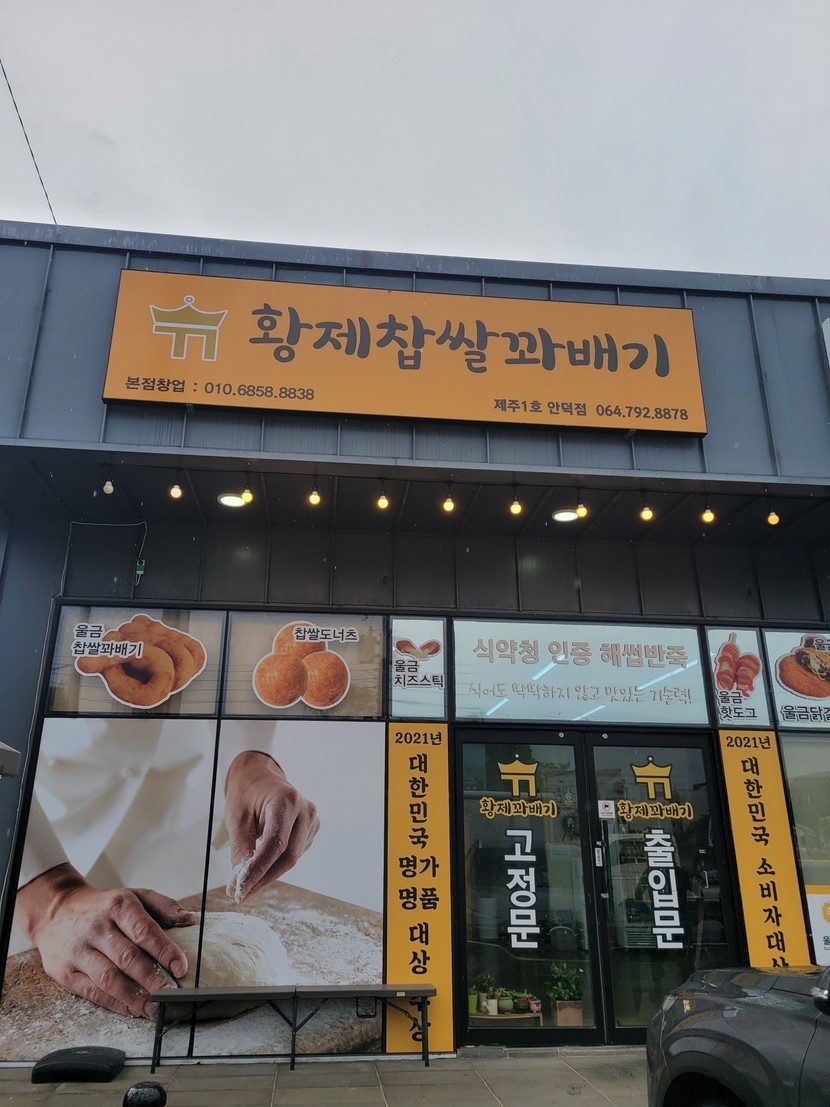 황제찹쌀꽈배기
본점창업 : 010.6858.8838
제주1호 안덕점 064.792.8878
울금
찹쌀꽈배기
찹쌀도너츠
울금
치즈스틱
식약청 인증 해썹반죽
식어도 딱딱하지 않고 맛있는 기술력!
울금
핫도그
울금
울금닭갈
2021년
대한민국
명가
명품
대상
황제꽈배기
고정문
황제꽈배기
출입문
2021년
대한민국
소비자대상